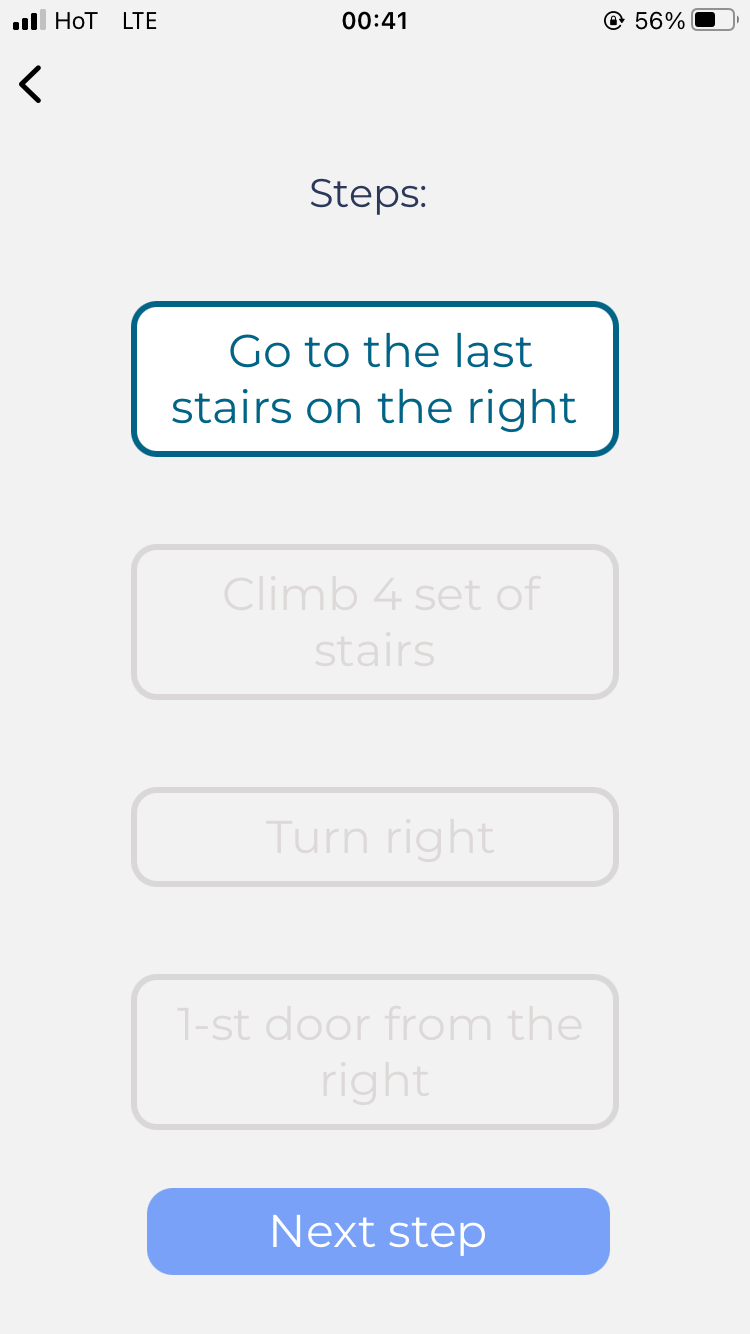 HoT LTE 00:41 56%
Steps:
Go to the last
stairs on the right
Climb 4 set of
stairs
Turn right
1-st door from the
right
Next step